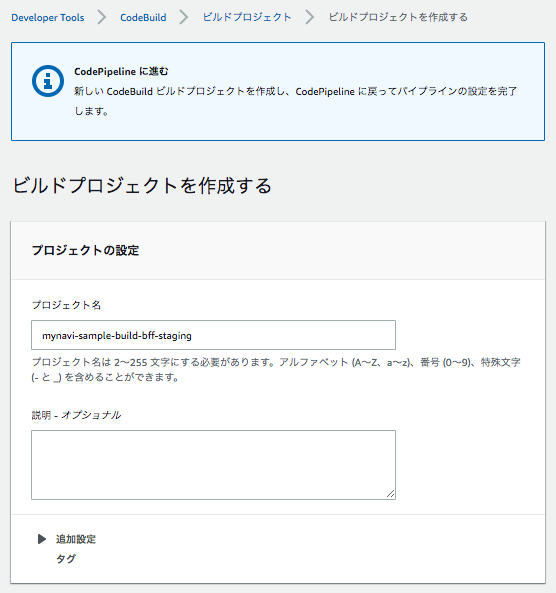 Developer Tools > CodeBuild > ビルドプロジェクト > ビルドプロジェクトを作成する
CodePipeline に進む
新しい CodeBuild ビルドプロジェクトを作成し、CodePipeline に戻ってパイプラインの設定を完了
します。
ビルドプロジェクトを作成する
プロジェクトの設定
プロジェクト名
mynavi-sample-build-bff-staging
プロジェクト名は 2〜255 文字にする必要があります。アルファベット (A〜Z、a〜z)、番号 (0〜9)、特殊文字
(- と _) を含めることができます。
説明 - オプショナル
追加設定
タグ